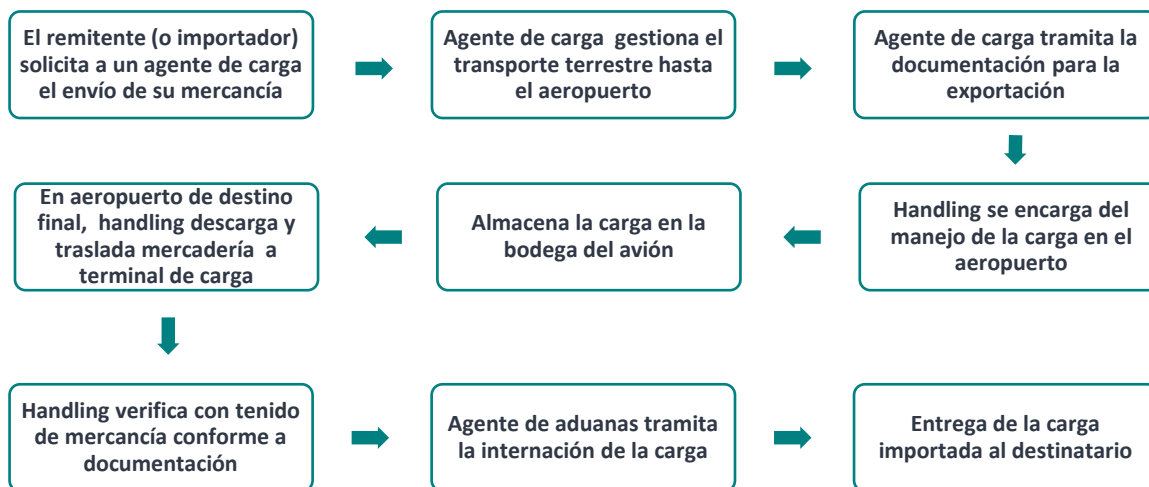 El remitente (o importador)
solicita a un agente de carga
el envío de su mercancía
Agente de carga gestiona el
transporte terrestre hasta
el aeropuerto
Agente de carga tramita la
documentación para la
exportación
Handling se encarga del
manejo de la carga en el
aeropuerto
Almacena la carga en la
bodega del avión
En aeropuerto de destino
final, handling descarga y
traslada mercadería a
terminal de carga
Handling verifica con tenido
de mercancía conforme a
documentación
Agente de aduanas tramita
la internación de la carga
Entrega de la carga
importada al destinatario